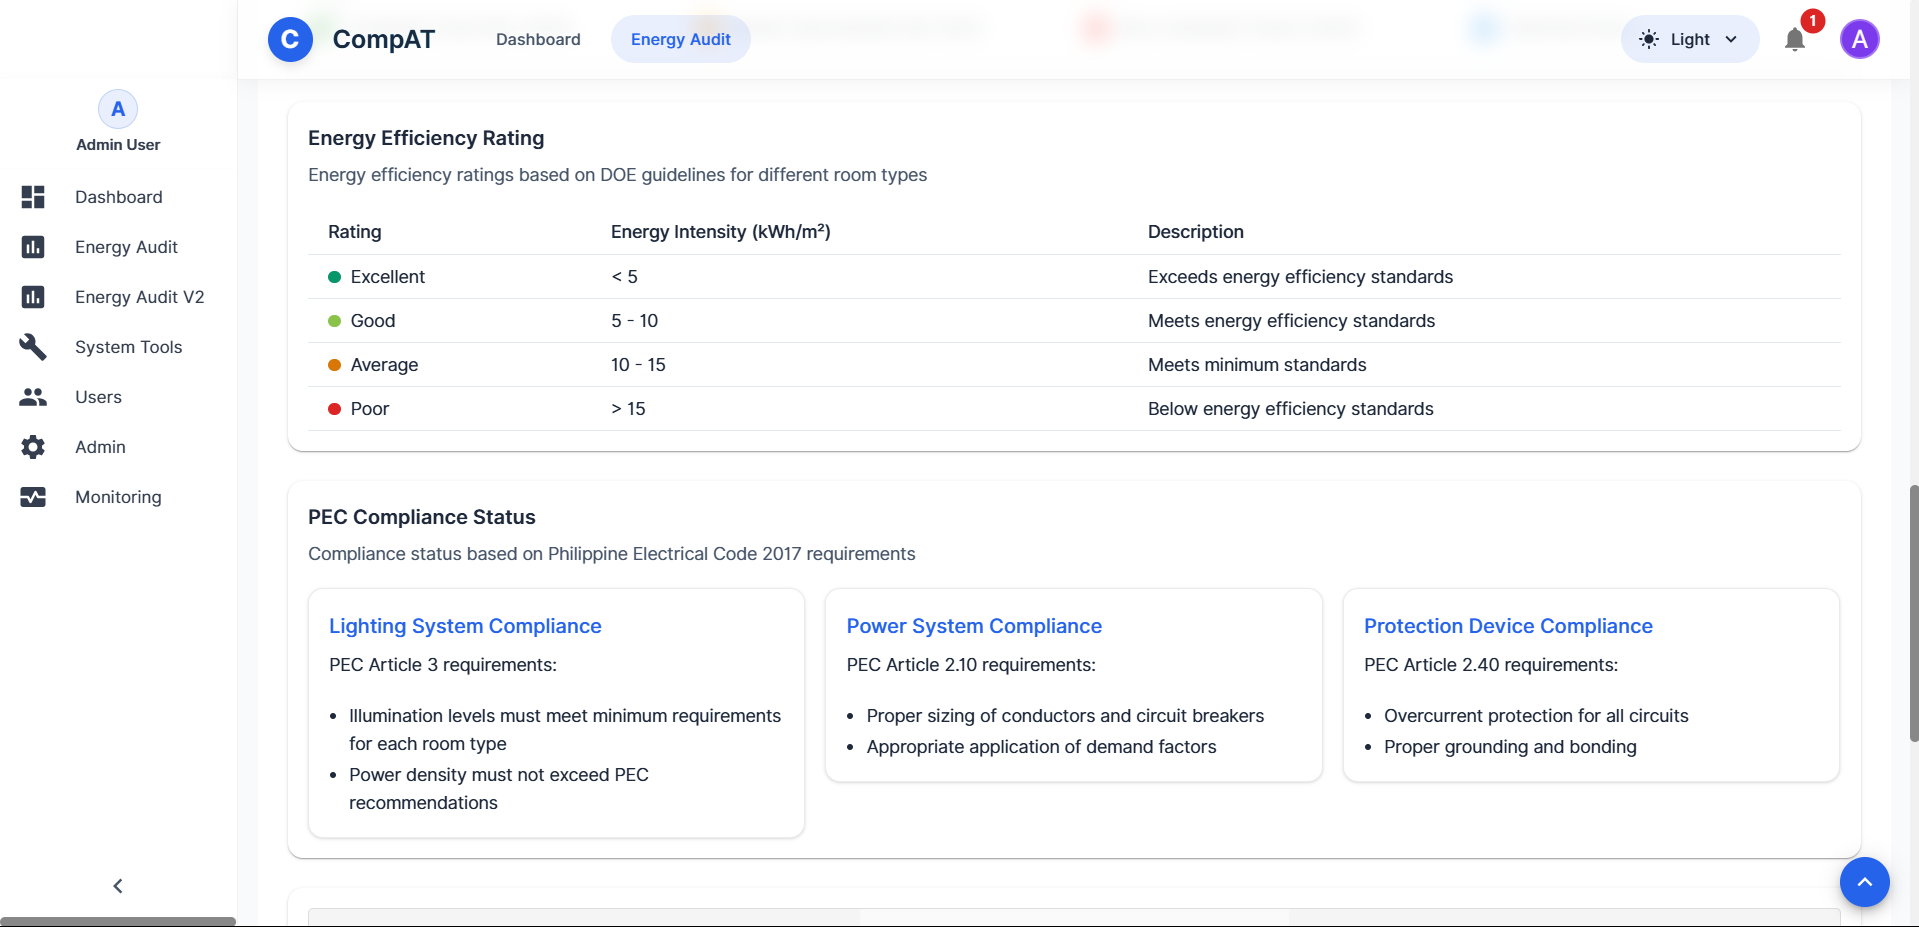 C CompAT Dashboard Energy Audit Light 1 A
A
Admin User
Dashboard
Energy Audit
Energy Audit V2
System Tools
Users
Admin
Monitoring
Energy Efficiency Rating
Energy efficiency ratings based on DOE guidelines for different room types
Rating Energy Intensity (kWh/m²) Description
Excellent < 5 Exceeds energy efficiency standards
Good 5 - 10 Meets energy efficiency standards
Average 10 - 15 Meets minimum standards
Poor > 15 Below energy efficiency standards
PEC Compliance Status
Compliance status based on Philippine Electrical Code 2017 requirements
Lighting System Compliance
PEC Article 3 requirements:
• Illumination levels must meet minimum requirements
for each room type
• Power density must not exceed PEC
recommendations
Power System Compliance
PEC Article 2.10 requirements:
• Proper sizing of conductors and circuit breakers
• Appropriate application of demand factors
Protection Device Compliance
PEC Article 2.40 requirements:
• Overcurrent protection for all circuits
• Proper grounding and bonding